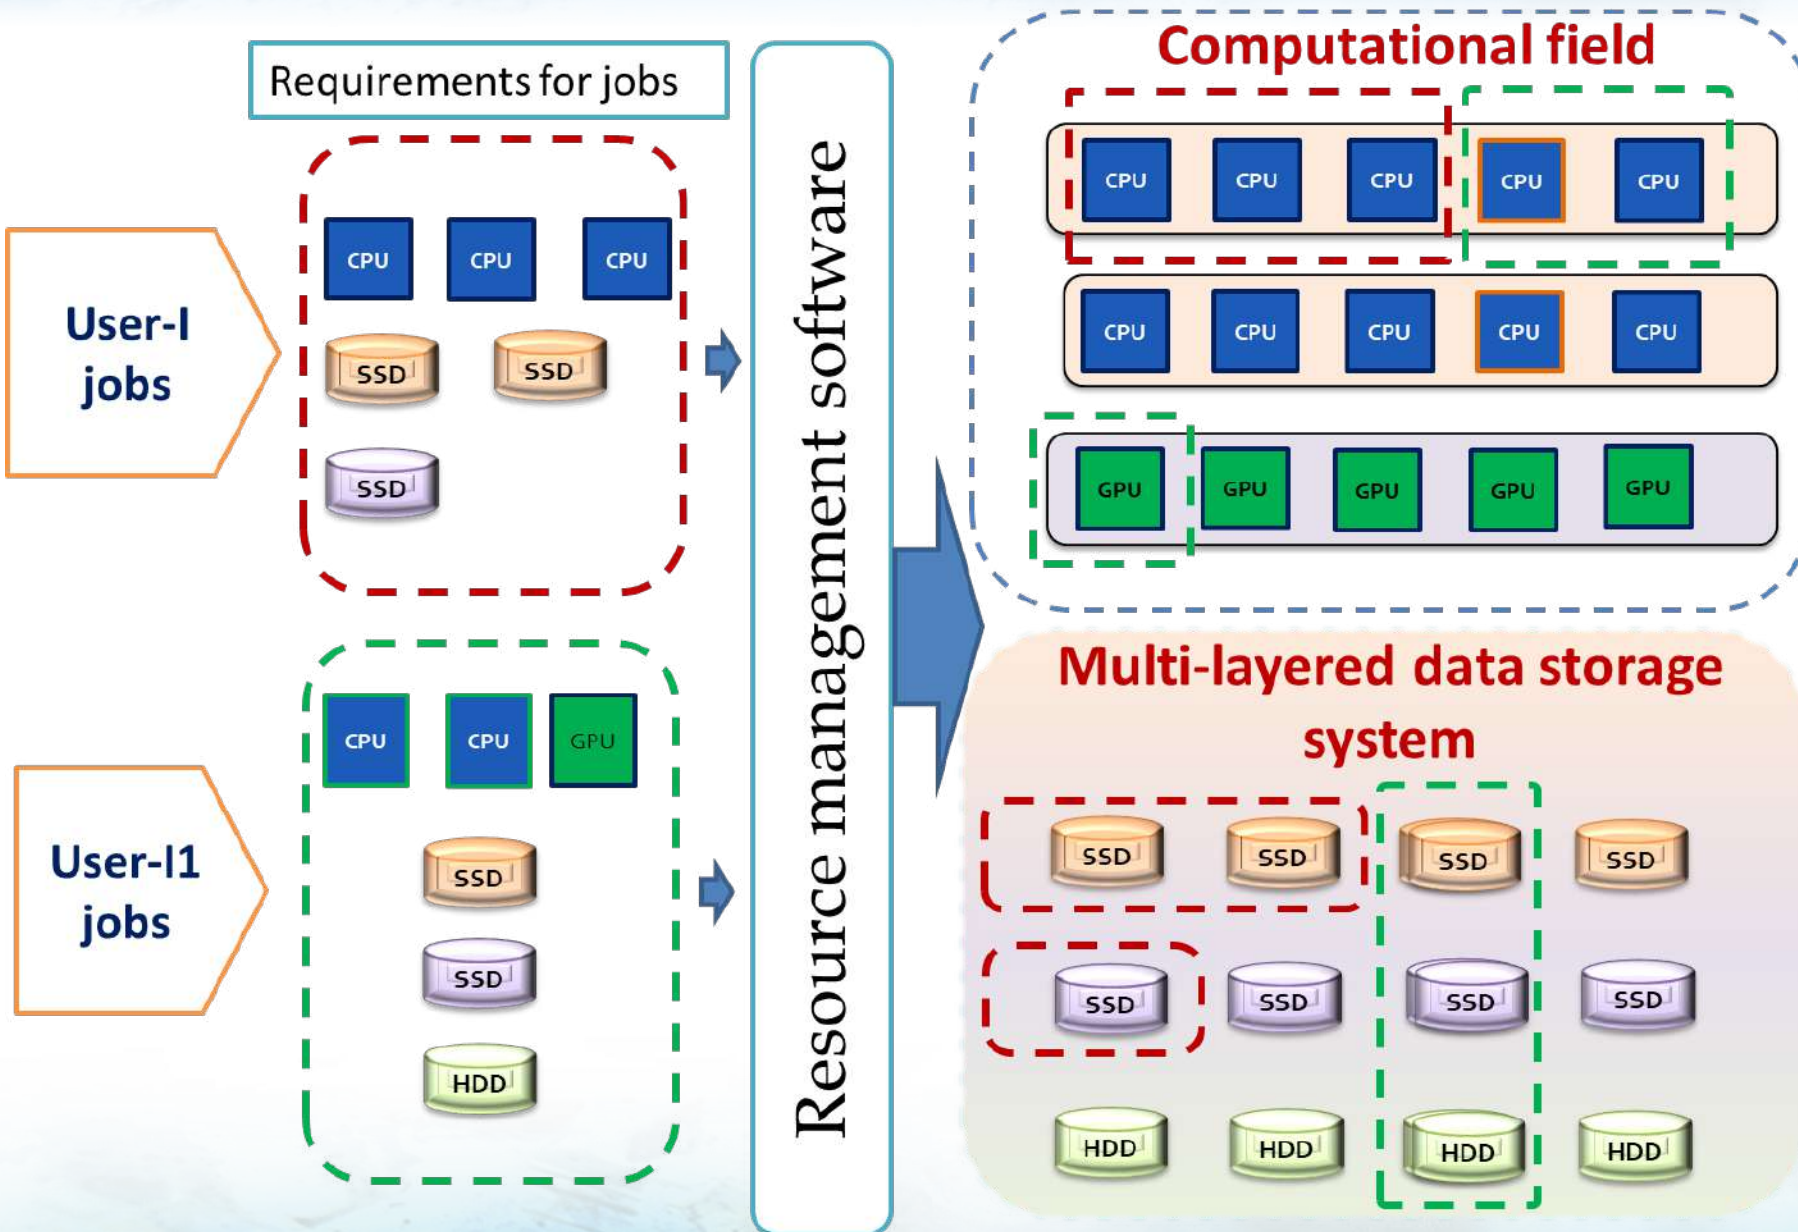 Requirements for jobs
User-I
jobs
CPU CPU CPU
SSD SSD
SSD
User-I1
jobs
CPU CPU GPU
SSD
SSD
HDD
Resource management software
Computational field
CPU CPU CPU CPU CPU
CPU CPU CPU CPU CPU
GPU GPU GPU GPU GPU
Multi-layered data storage
system
SSD SSD SSD SSD
SSD SSD SSD SSD
HDD HDD HDD HDD